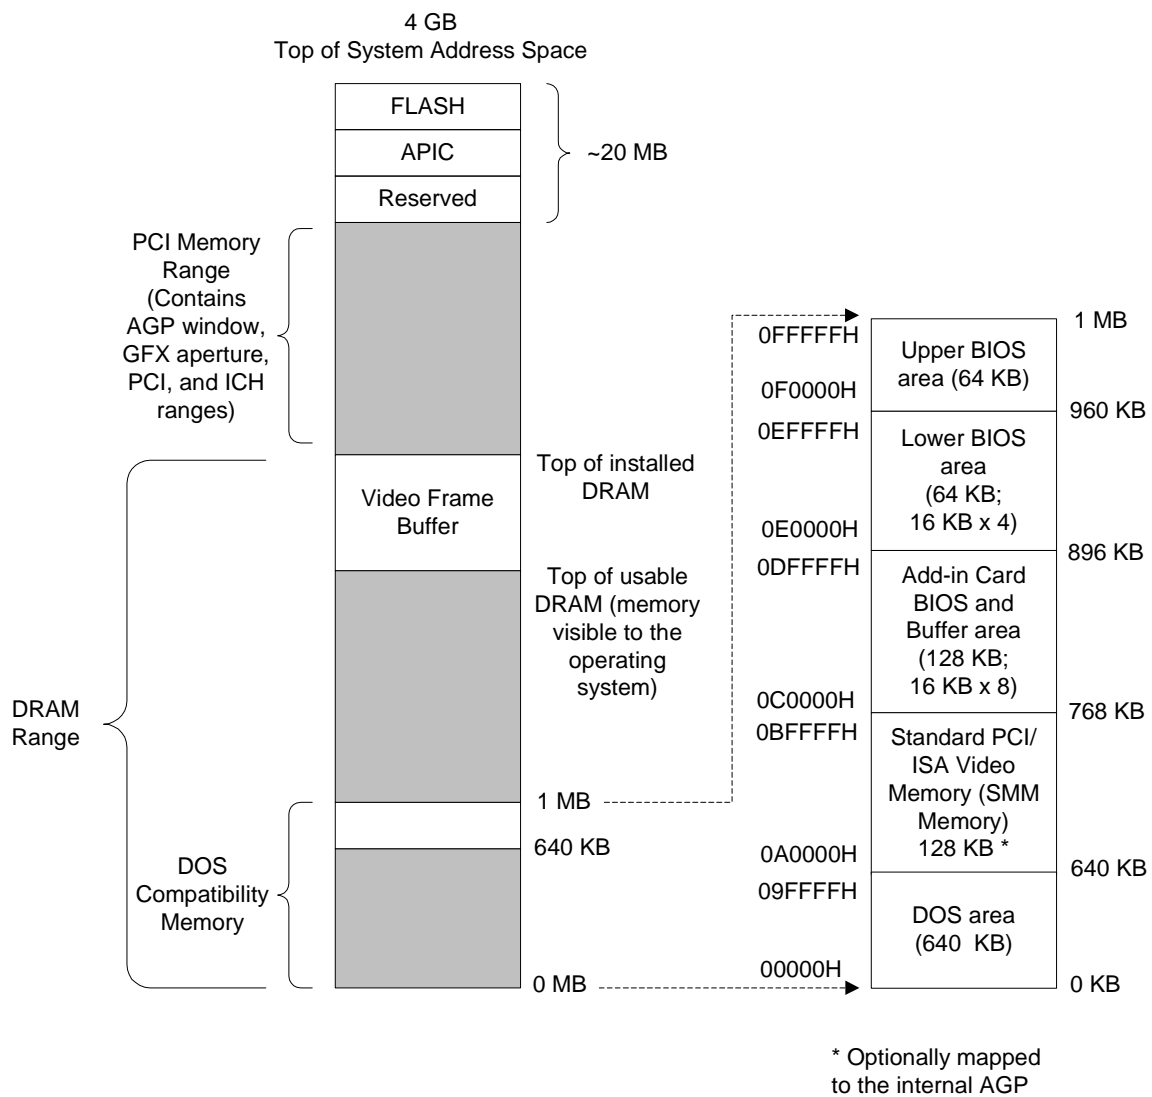 4 GB
Top of System Address Space
FLASH
APIC
Reserved
~20 MB
PCI Memory
Range
(Contains
AGP window,
GFX aperture,
PCI, and ICH
ranges)
DRAM
Range
Video Frame
Buffer
Top of installed
DRAM
Top of usable
DRAM (memory
visible to the
operating
system)
1 MB
640 KB
DOS
Compatibility
Memory
0 MB
0FFFFFH
0F0000H
0EFFFFH
0E0000H
0DFFFFH
0C0000H
0BFFFFH
0A0000H
09FFFFH
00000H
Upper BIOS
area (64 KB)
Lower BIOS
area
(64 KB;
16 KB x 4)
Add-in Card
BIOS and
Buffer area
(128 KB;
16 KB x 8)
Standard PCI/
ISA Video
Memory (SMM
Memory)
128 KB *
DOS area
(640 KB)
1 MB
960 KB
896 KB
768 KB
640 KB
0 KB
* Optionally mapped
to the internal AGP